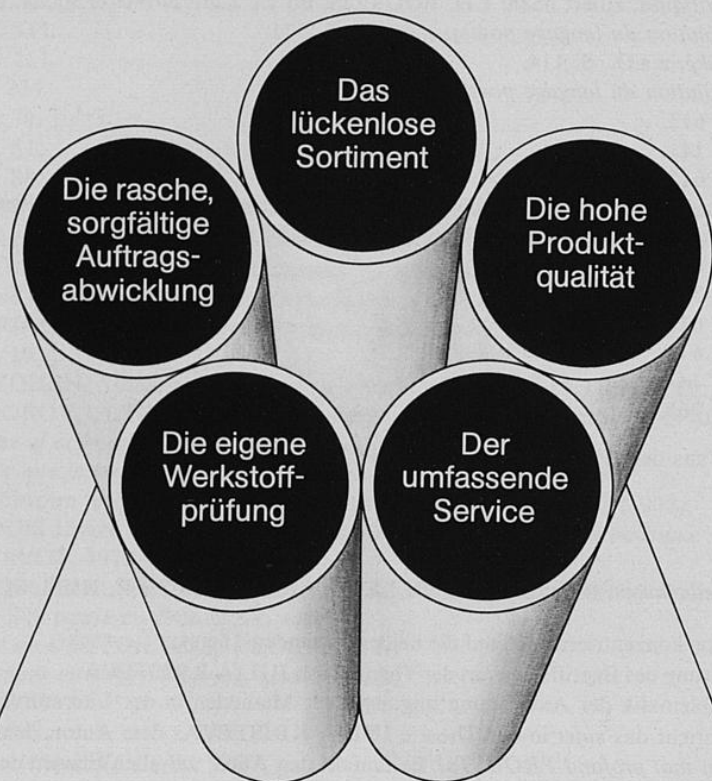 Das
lückenlose
Sortiment
Die rasche,
sorgfältige
Auftrags-
abwicklung
Die hohe
Produkt-
qualität
Die eigene
Werkstoff-
prüfung
Der
umfassende
Service